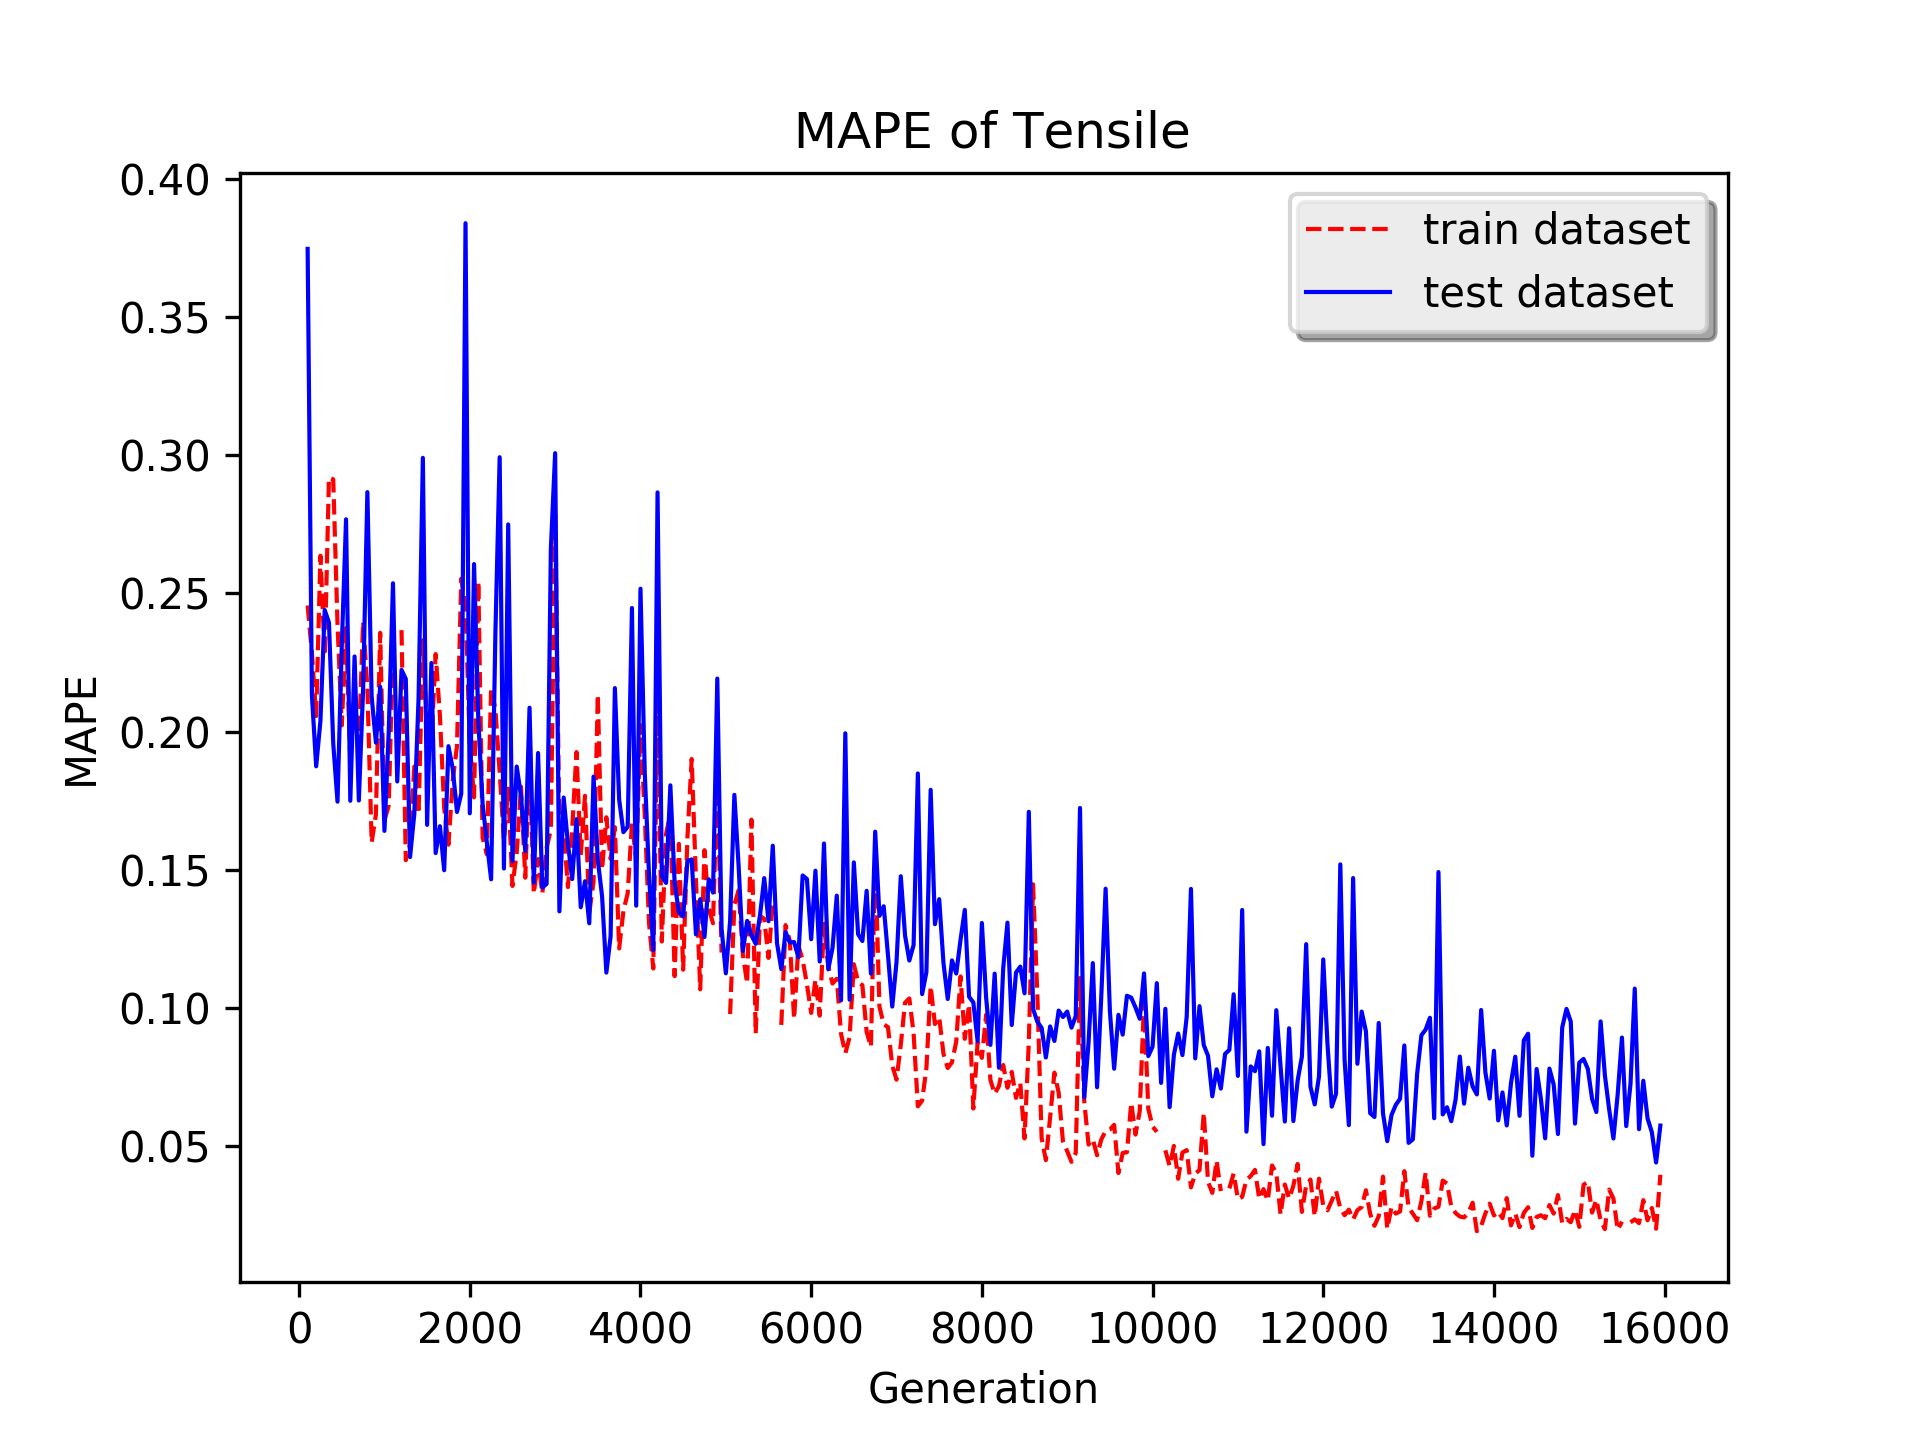 MAPE of Tensile
train dataset
test dataset
0.40
0.35
0.30
0.25
0.20
0.15
0.10
0.05
MAPE
0 2000 4000 6000 8000 10000 12000 14000 16000
Generation